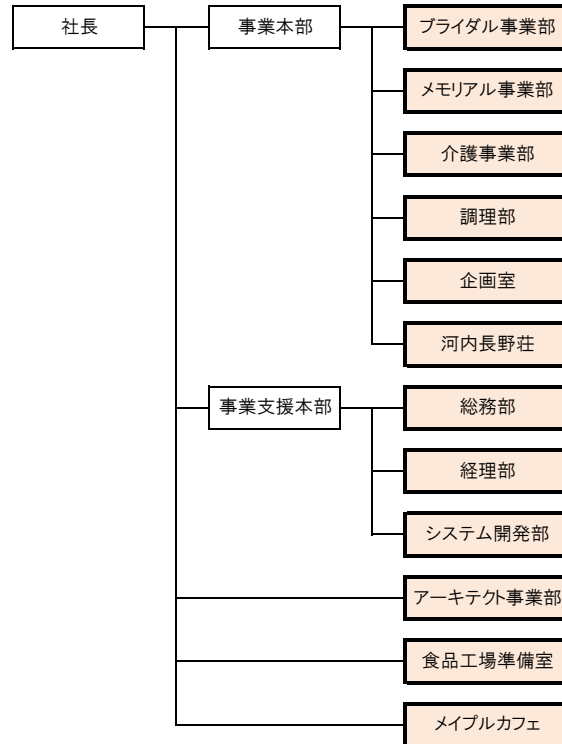 社長
事業本部
ブライダル事業部
メモリアル事業部
介護事業部
調理部
企画室
河内長野荘
事業支援本部
総務部
経理部
システム開発部
アーキテクト事業部
食品工場準備室
メイプルカフェ